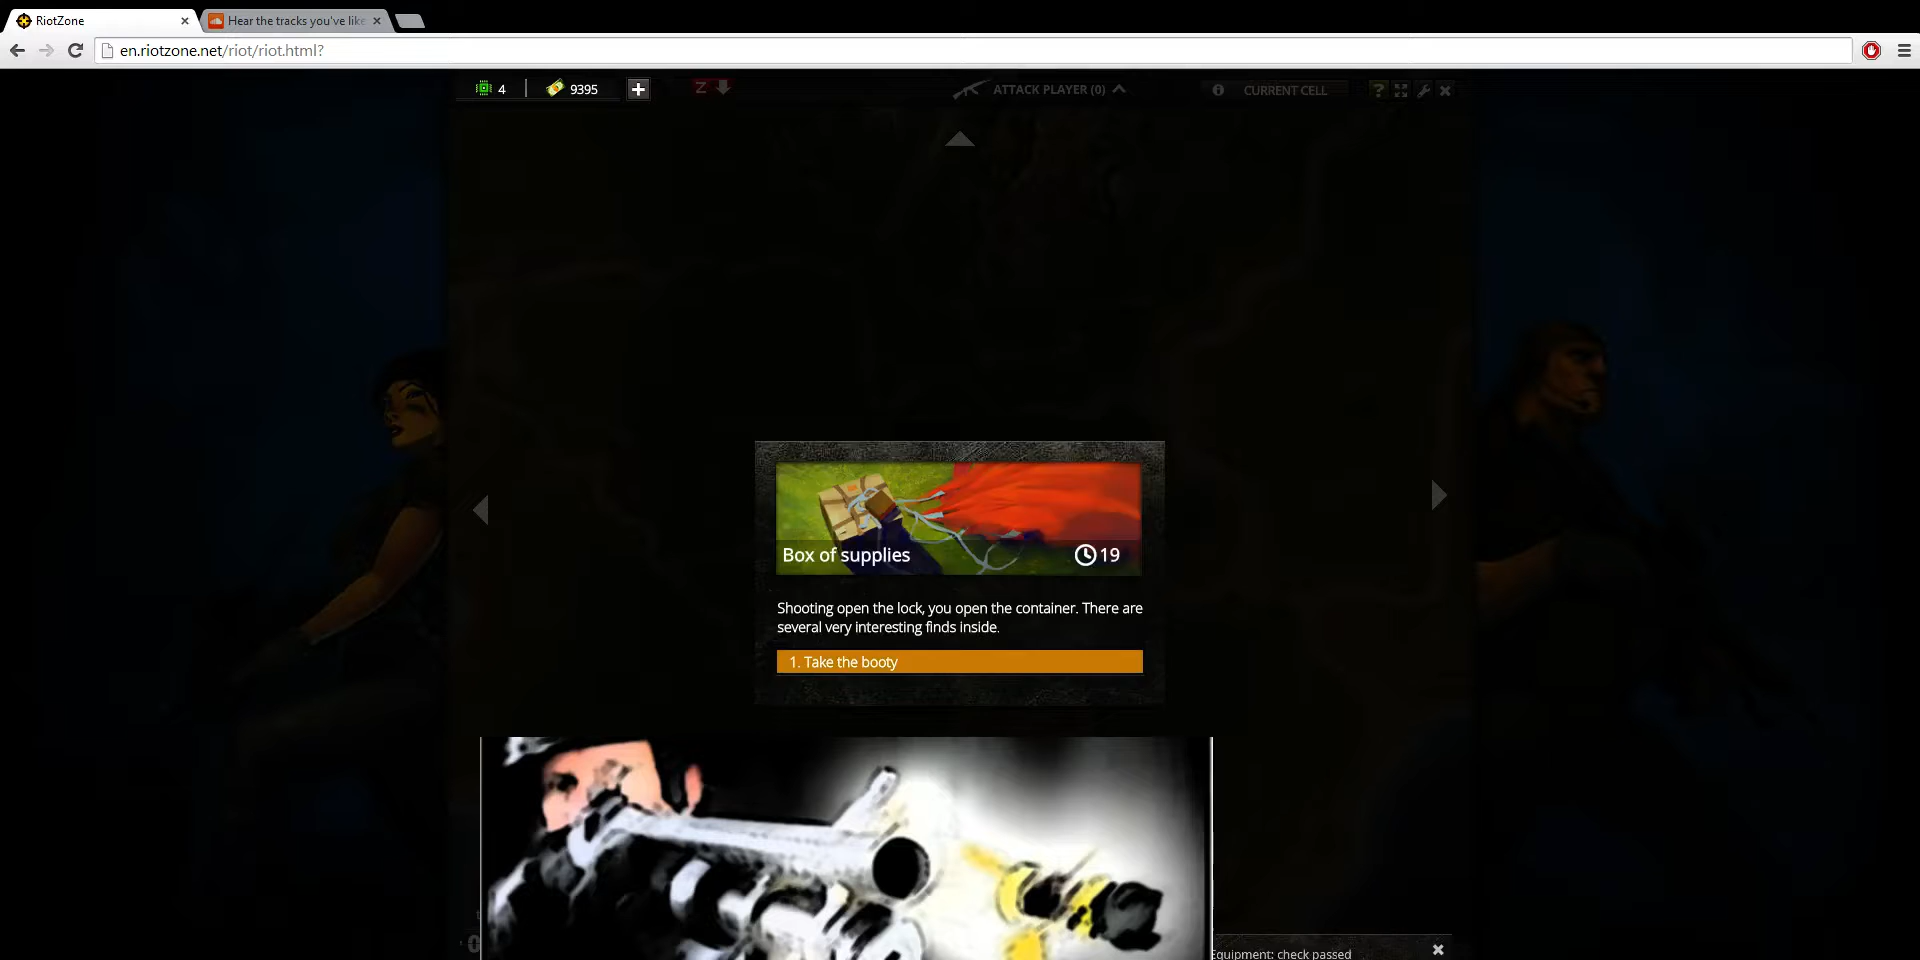 RiotZone
Hear the tracks you've like
en.riotzone.net/riot/riot.html?
4
9395
Z
ATTACK PLAYER (0)
CURRENT CELL
?
Box of supplies
19
Shooting open the lock, you open the container. There are
several very interesting finds inside.
1. Take the booty
Equipment: check passed